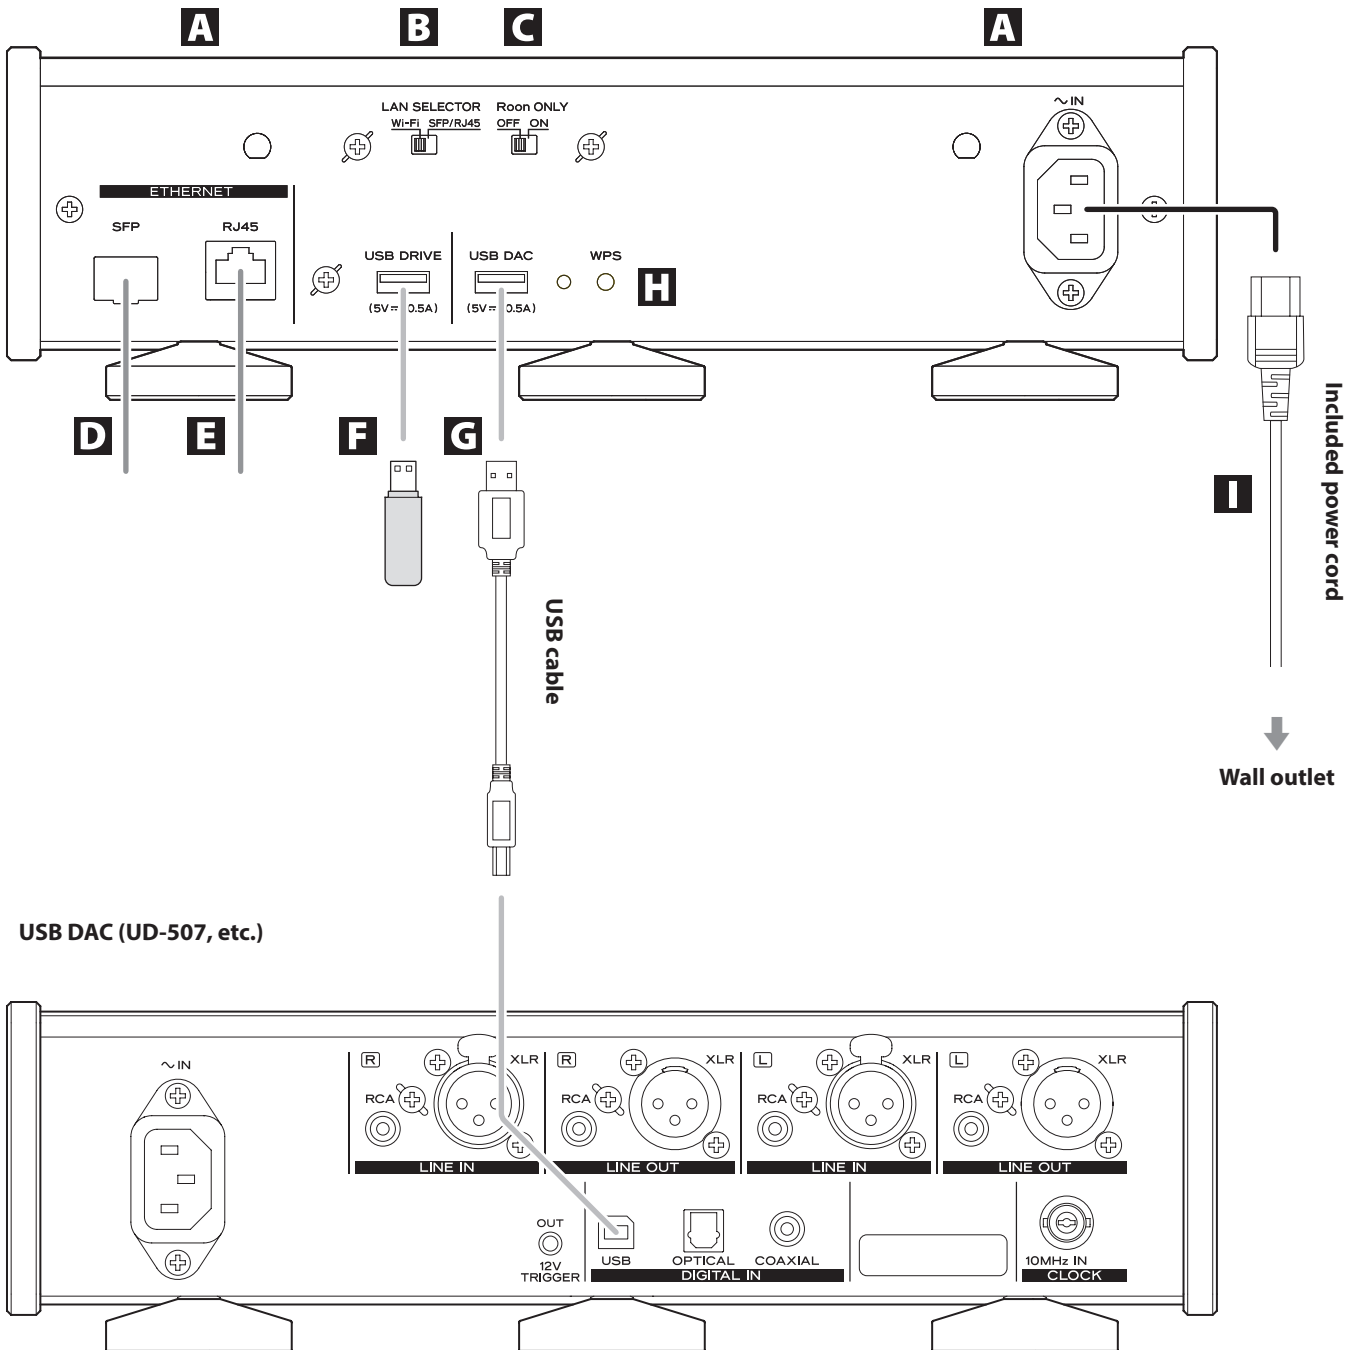 A B C A
LAN SELECTOR Roon ONLY
Wi-Fi SFP/RJ45 OFF ON
∼IN
ETHERNET
SFP RJ45
USB DRIVE USB DAC WPS
H
(5V⎓0.5A) (5V⎓0.5A)
D E F G
I
Included power cord
USB cable
Wall outlet
USB DAC (UD-507, etc.)
∼IN
R XLR R XLR L XLR L XLR
RCA RCA RCA RCA
LINE IN LINE OUT LINE IN LINE OUT
OUT
12V
TRIGGER
USB OPTICAL COAXIAL
DIGITAL IN
10MHz IN
CLOCK